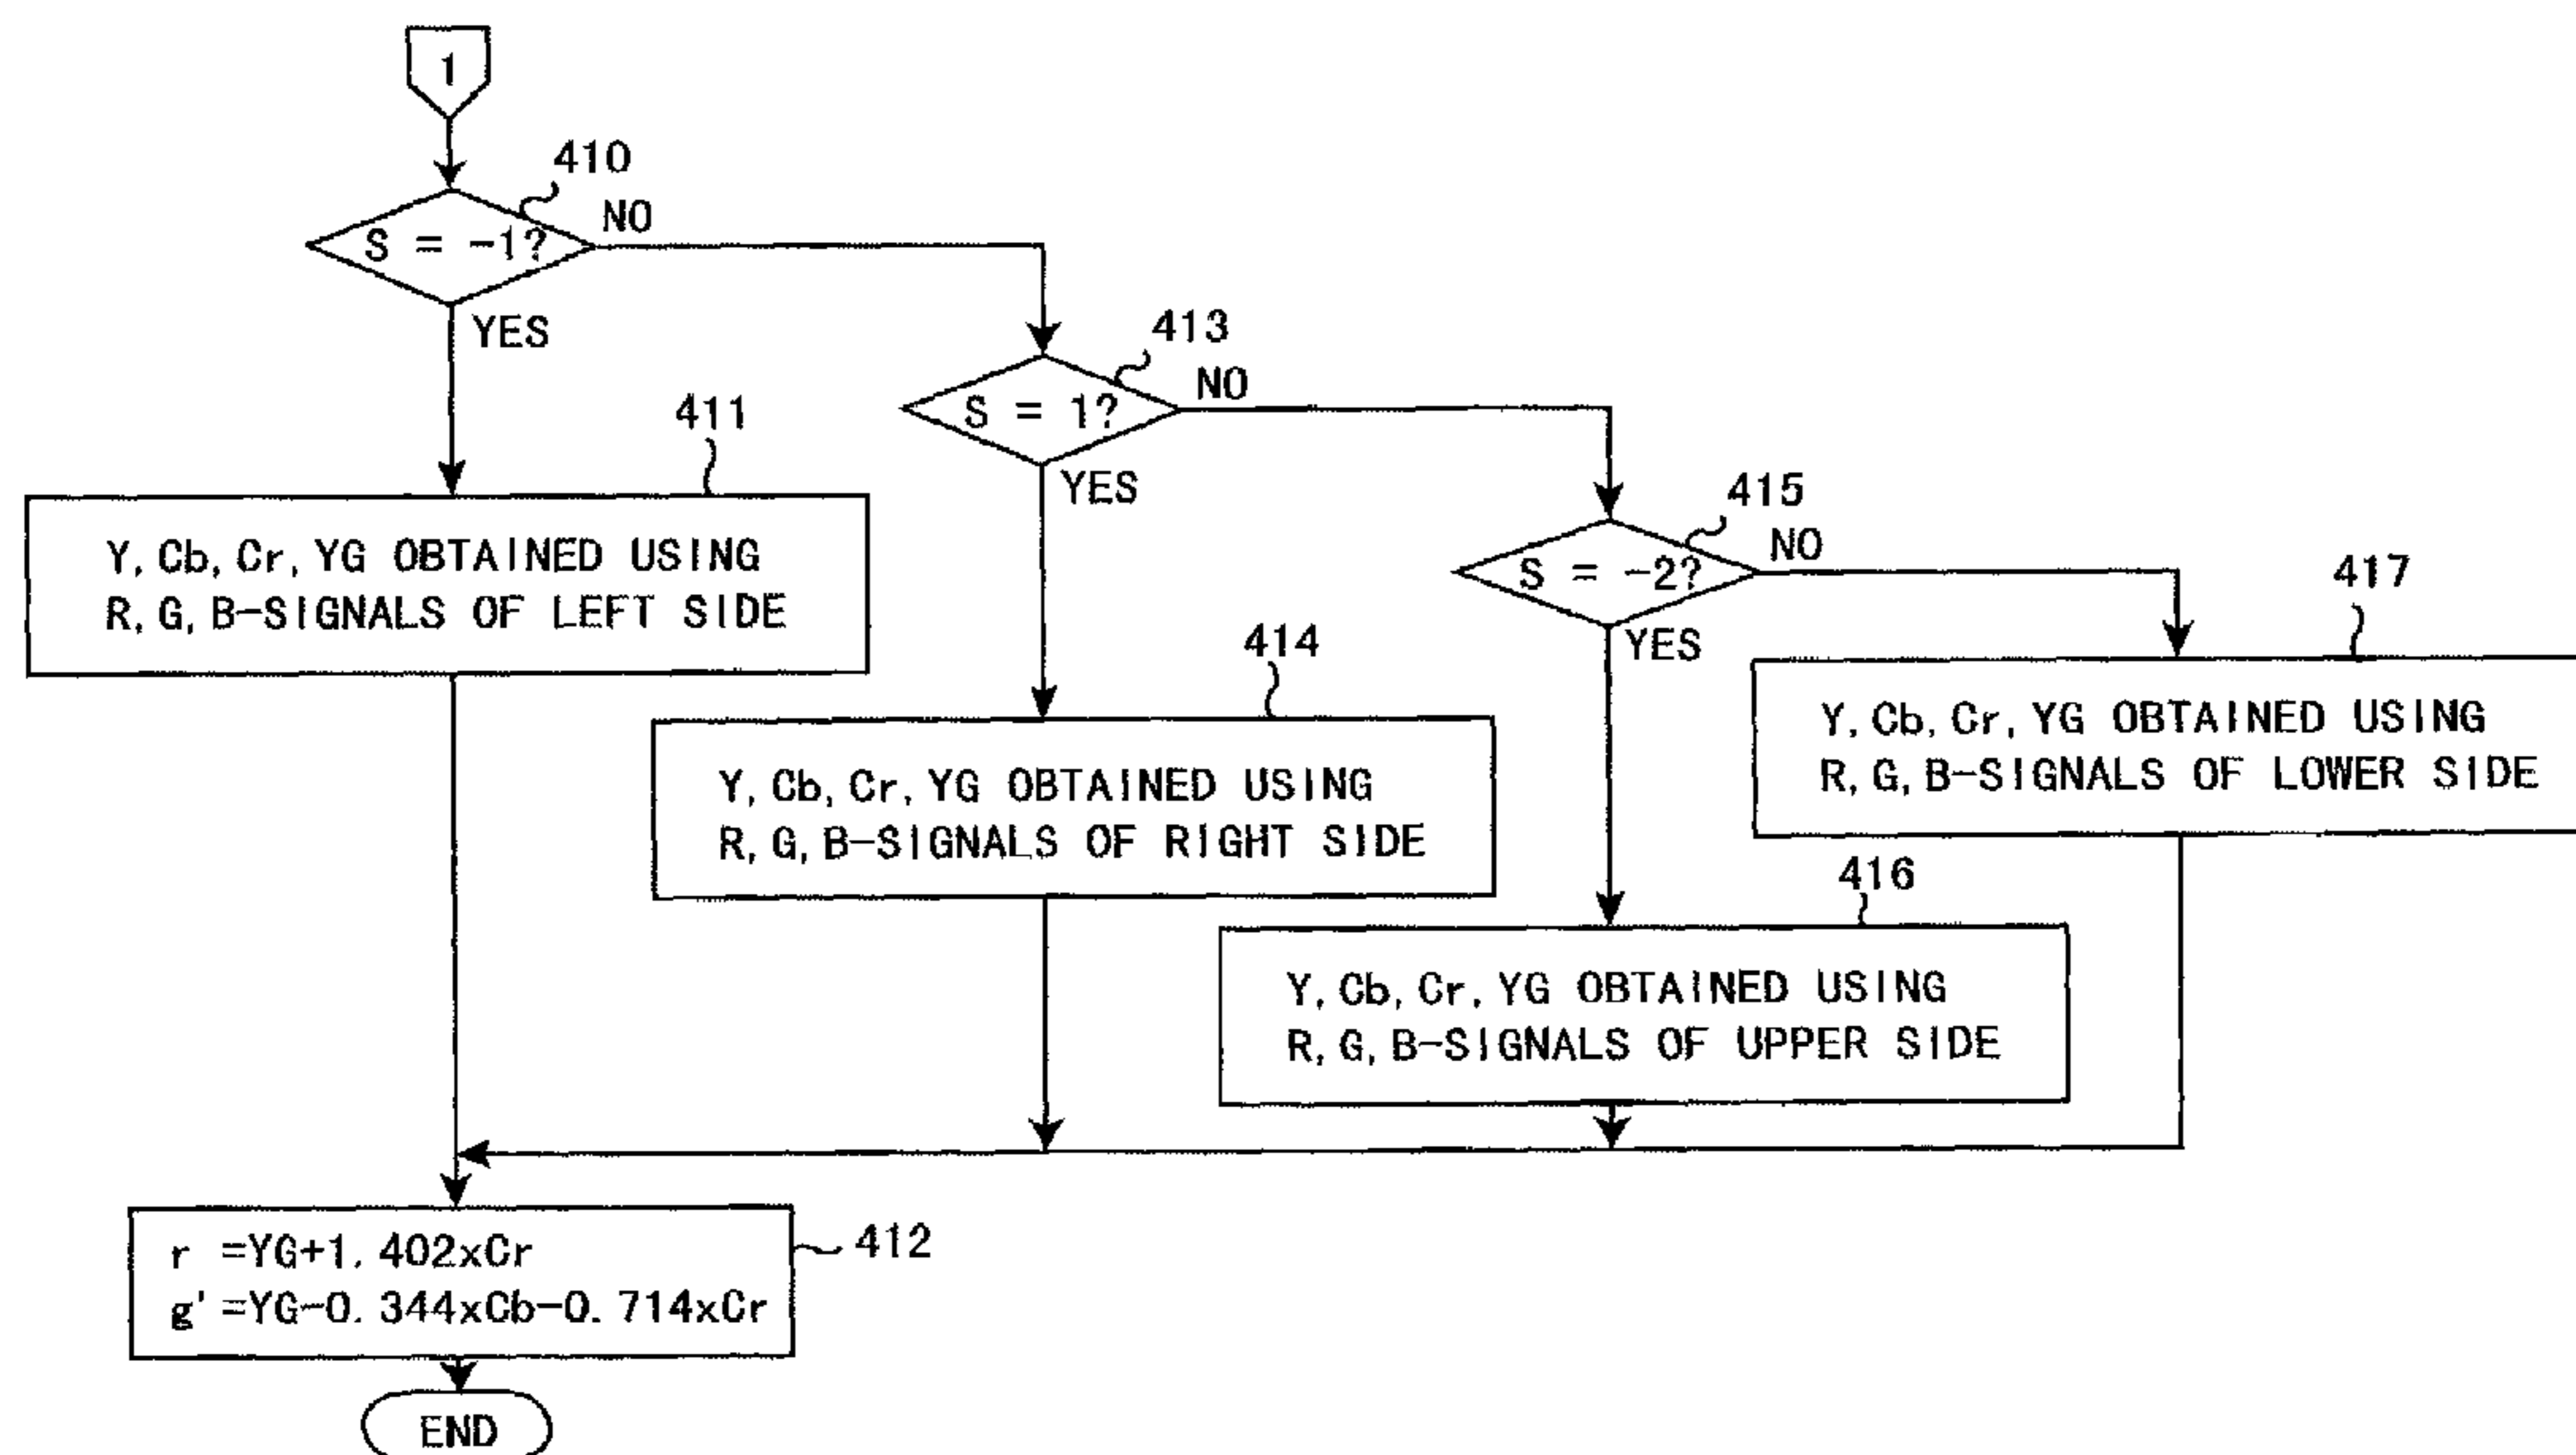 1
410
S = -1?
NO
YES
413
S = 1?
NO
YES
411
Y, Cb, Cr, YG OBTAINED USING
R, G, B-SIGNALS OF LEFT SIDE
415
S = -2?
NO
YES
417
Y, Cb, Cr, YG OBTAINED USING
R, G, B-SIGNALS OF LOWER SIDE
414
Y, Cb, Cr, YG OBTAINED USING
R, G, B-SIGNALS OF RIGHT SIDE
416
Y, Cb, Cr, YG OBTAINED USING
R, G, B-SIGNALS OF UPPER SIDE
r =YG+1.402xCr
g'=YG-0.344xCb-0.714xCr
412
END